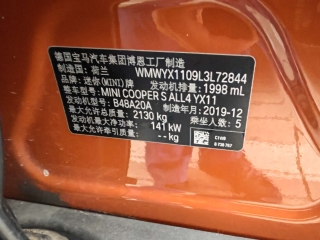 德国宝马汽车集团博恩工厂制造
制造国: 荷兰 WMWYX1109L3L72844
品牌: 迷你(MINI)牌 发动机排量: 1998 mL
整车型号: MINI COOPER S ALL4 YX11
发动机型号: B48A20A 制造年月: 2019-12
最大允许总质量: 2130 kg 乘坐人数: 5
发动机最大净功率: 141 kW
最大允许牵引质量: -- kg